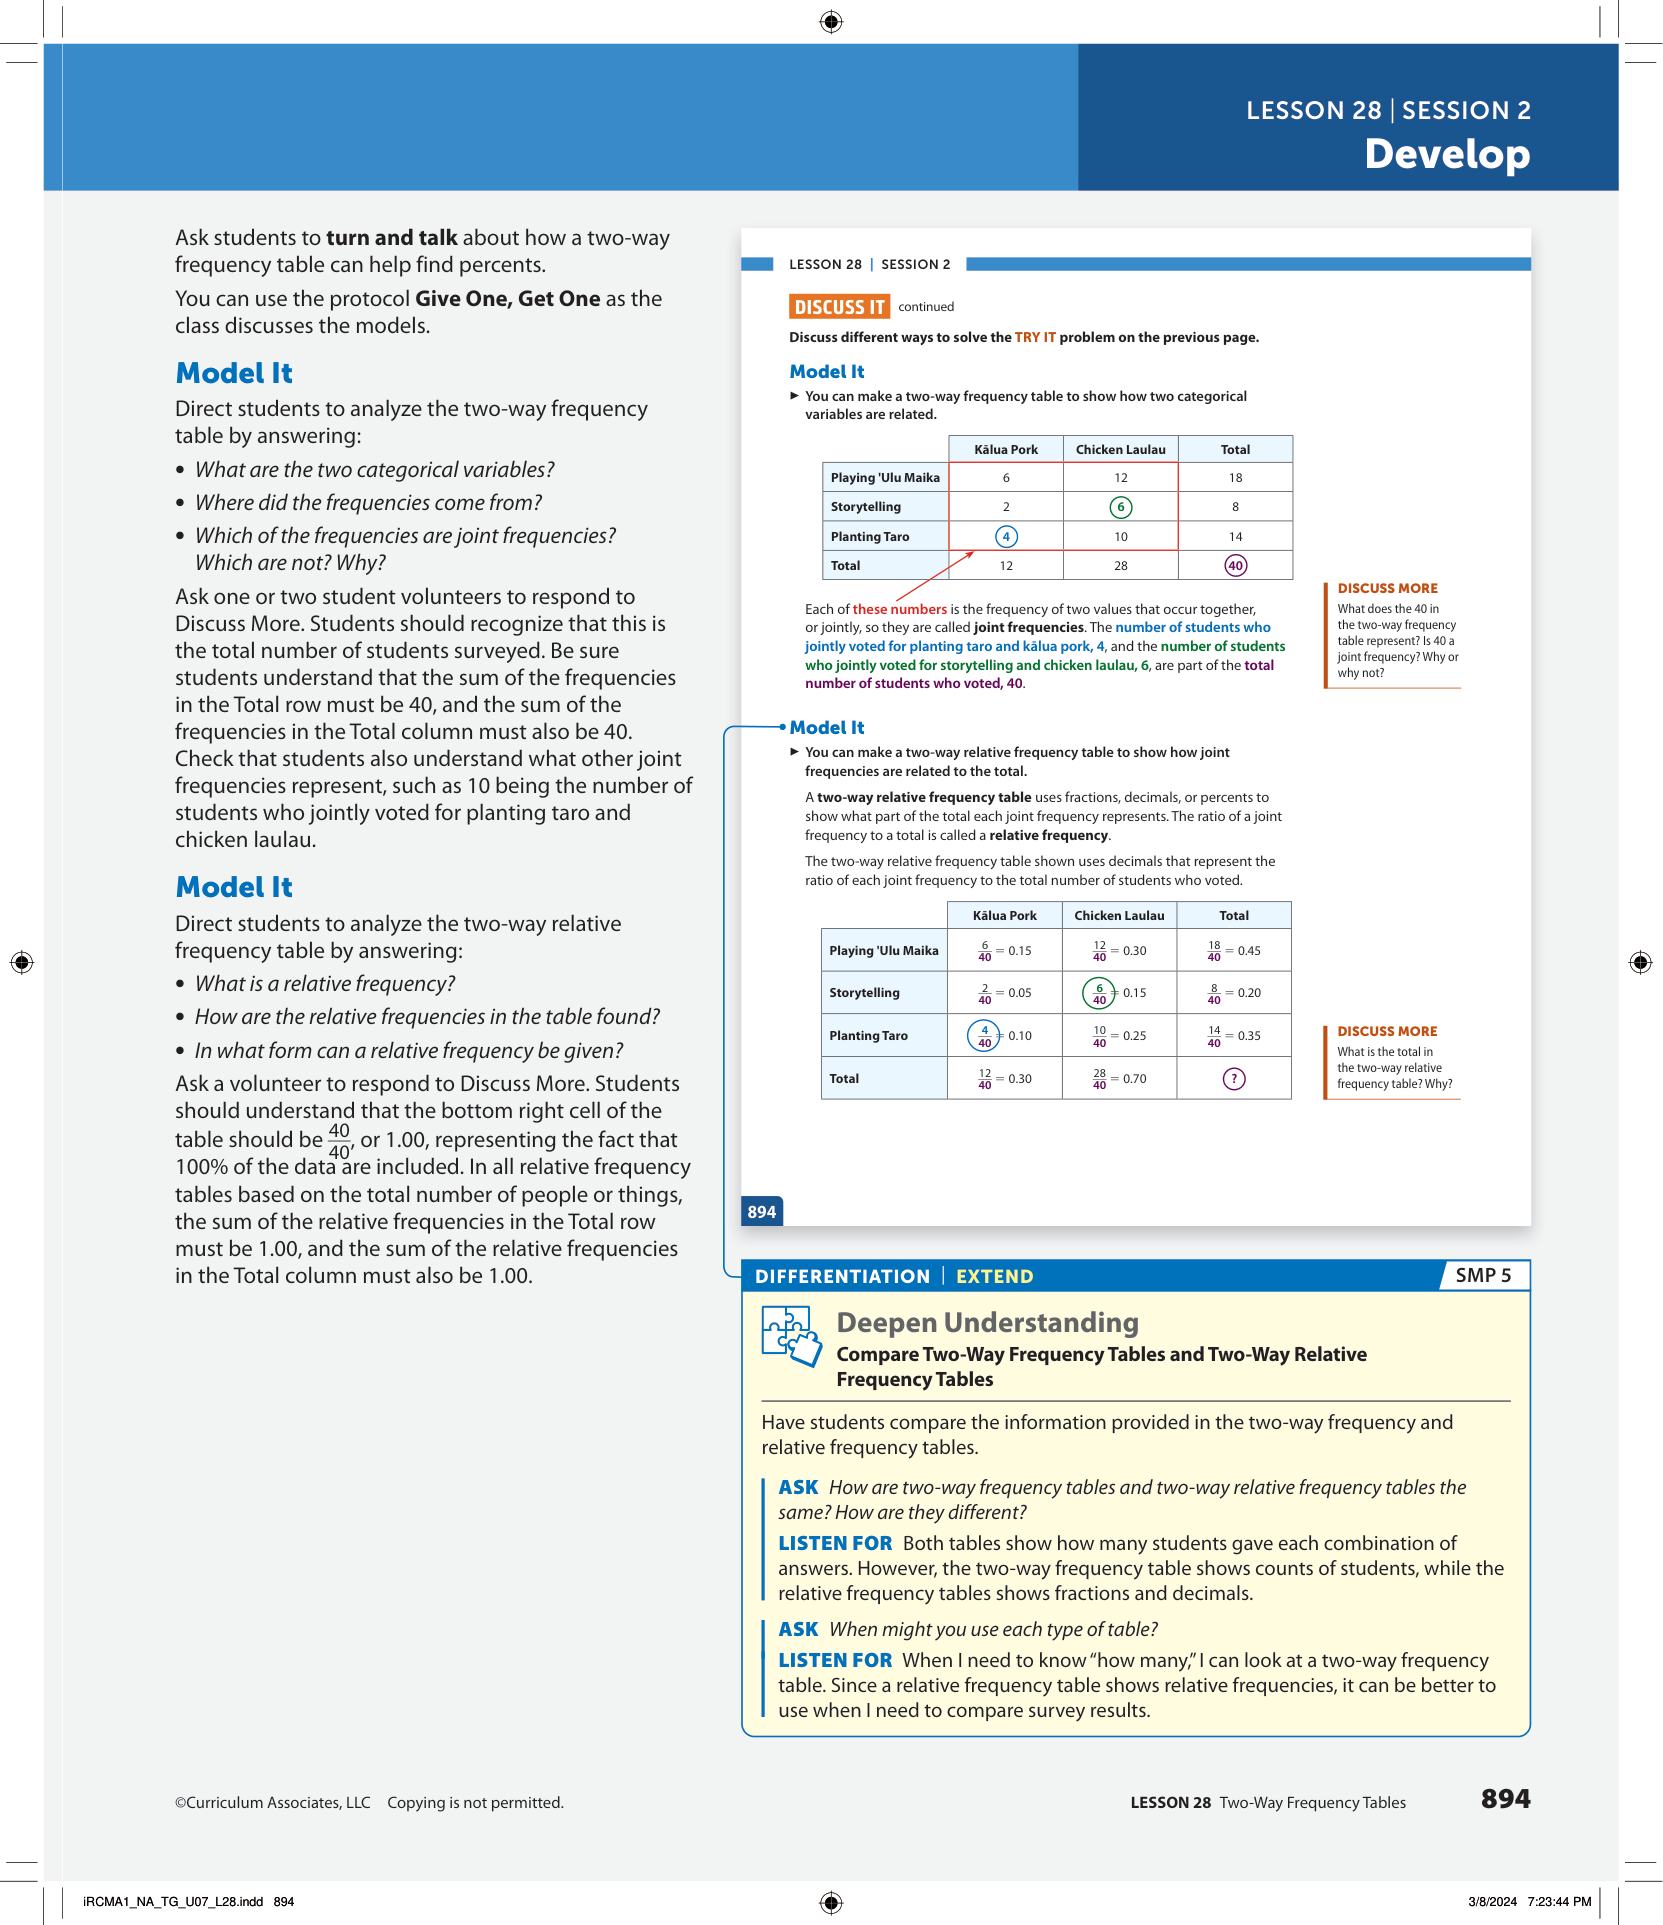 LESSON 28 | SESSION 2
Develop
Ask students to turn and talk about how a two-way
frequency table can help find percents.
You can use the protocol Give One, Get One as the
class discusses the models.
Model It
Direct students to analyze the two-way frequency
table by answering:
• What are the two categorical variables?
• Where did the frequencies come from?
• Which of the frequencies are joint frequencies?
Which are not? Why?
Ask one or two student volunteers to respond to
Discuss More. Students should recognize that this is
the total number of students surveyed. Be sure
students understand that the sum of the frequencies
in the Total row must be 40, and the sum of the
frequencies in the Total column must also be 40.
Check that students also understand what other joint
frequencies represent, such as 10 being the number of
students who jointly voted for planting taro and
chicken laulau.
Model It
Direct students to analyze the two-way relative
frequency table by answering:
• What is a relative frequency?
• How are the relative frequencies in the table found?
• In what form can a relative frequency be given?
Ask a volunteer to respond to Discuss More. Students
should understand that the bottom right cell of the
table should be 40/40, or 1.00, representing the fact that
100% of the data are included. In all relative frequency
tables based on the total number of people or things,
the sum of the relative frequencies in the Total row
must be 1.00, and the sum of the relative frequencies
in the Total column must also be 1.00.
LESSON 28 | SESSION 2
DISCUSS IT continued
Discuss different ways to solve the TRY IT problem on the previous page.
Model It
► You can make a two-way frequency table to show how two categorical
variables are related.
Kālua Pork Chicken Laulau Total
Playing 'Ulu Maika 6 12 18
Storytelling 2 6 8
Planting Taro 4 10 14
Total 12 28 40
Each of these numbers is the frequency of two values that occur together,
or jointly, so they are called joint frequencies. The number of students who
jointly voted for planting taro and kālua pork, 4, and the number of students
who jointly voted for storytelling and chicken laulau, 6, are part of the total
number of students who voted, 40.
DISCUSS MORE
What does the 40 in
the two-way frequency
table represent? Is 40 a
joint frequency? Why or
why not?
Model It
► You can make a two-way relative frequency table to show how joint
frequencies are related to the total.
A two-way relative frequency table uses fractions, decimals, or percents to
show what part of the total each joint frequency represents. The ratio of a joint
frequency to a total is called a relative frequency.
The two-way relative frequency table shown uses decimals that represent the
ratio of each joint frequency to the total number of students who voted.
Kālua Pork Chicken Laulau Total
Playing 'Ulu Maika 6/40 = 0.15 12/40 = 0.30 18/40 = 0.45
Storytelling 2/40 = 0.05 6/40 = 0.15 8/40 = 0.20
Planting Taro 4/40 = 0.10 10/40 = 0.25 14/40 = 0.35
Total 12/40 = 0.30 28/40 = 0.70 ?
DISCUSS MORE
What is the total in
the two-way relative
frequency table? Why?
894
DIFFERENTIATION | EXTEND SMP 5
Deepen Understanding
Compare Two-Way Frequency Tables and Two-Way Relative
Frequency Tables
Have students compare the information provided in the two-way frequency and
relative frequency tables.
ASK How are two-way frequency tables and two-way relative frequency tables the
same? How are they different?
LISTEN FOR Both tables show how many students gave each combination of
answers. However, the two-way frequency table shows counts of students, while the
relative frequency tables shows fractions and decimals.
ASK When might you use each type of table?
LISTEN FOR When I need to know “how many,” I can look at a two-way frequency
table. Since a relative frequency table shows relative frequencies, it can be better to
use when I need to compare survey results.
©Curriculum Associates, LLC Copying is not permitted.
LESSON 28 Two-Way Frequency Tables 894
iRCMA1_NA_TG_U07_L28.indd 894
3/8/2024 7:23:44 PM